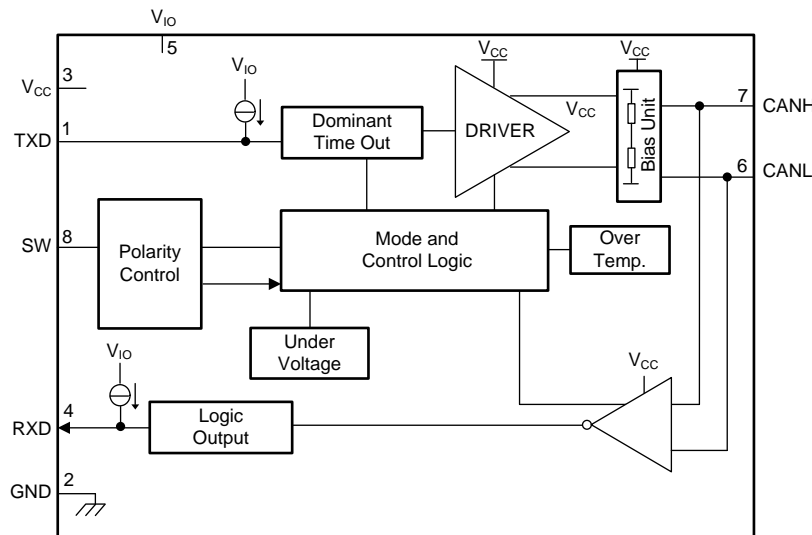 VIO
5
VCC
3
TXD
1
VIO
Dominant
Time Out
VCC
DRIVER
VCC
VCC
Bias Unit
7
CANH
6
CANL
SW
8
Polarity
Control
Mode and
Control Logic
Over
Temp.
Under
Voltage
VIO
RXD
4
Logic
Output
VCC
GND
2